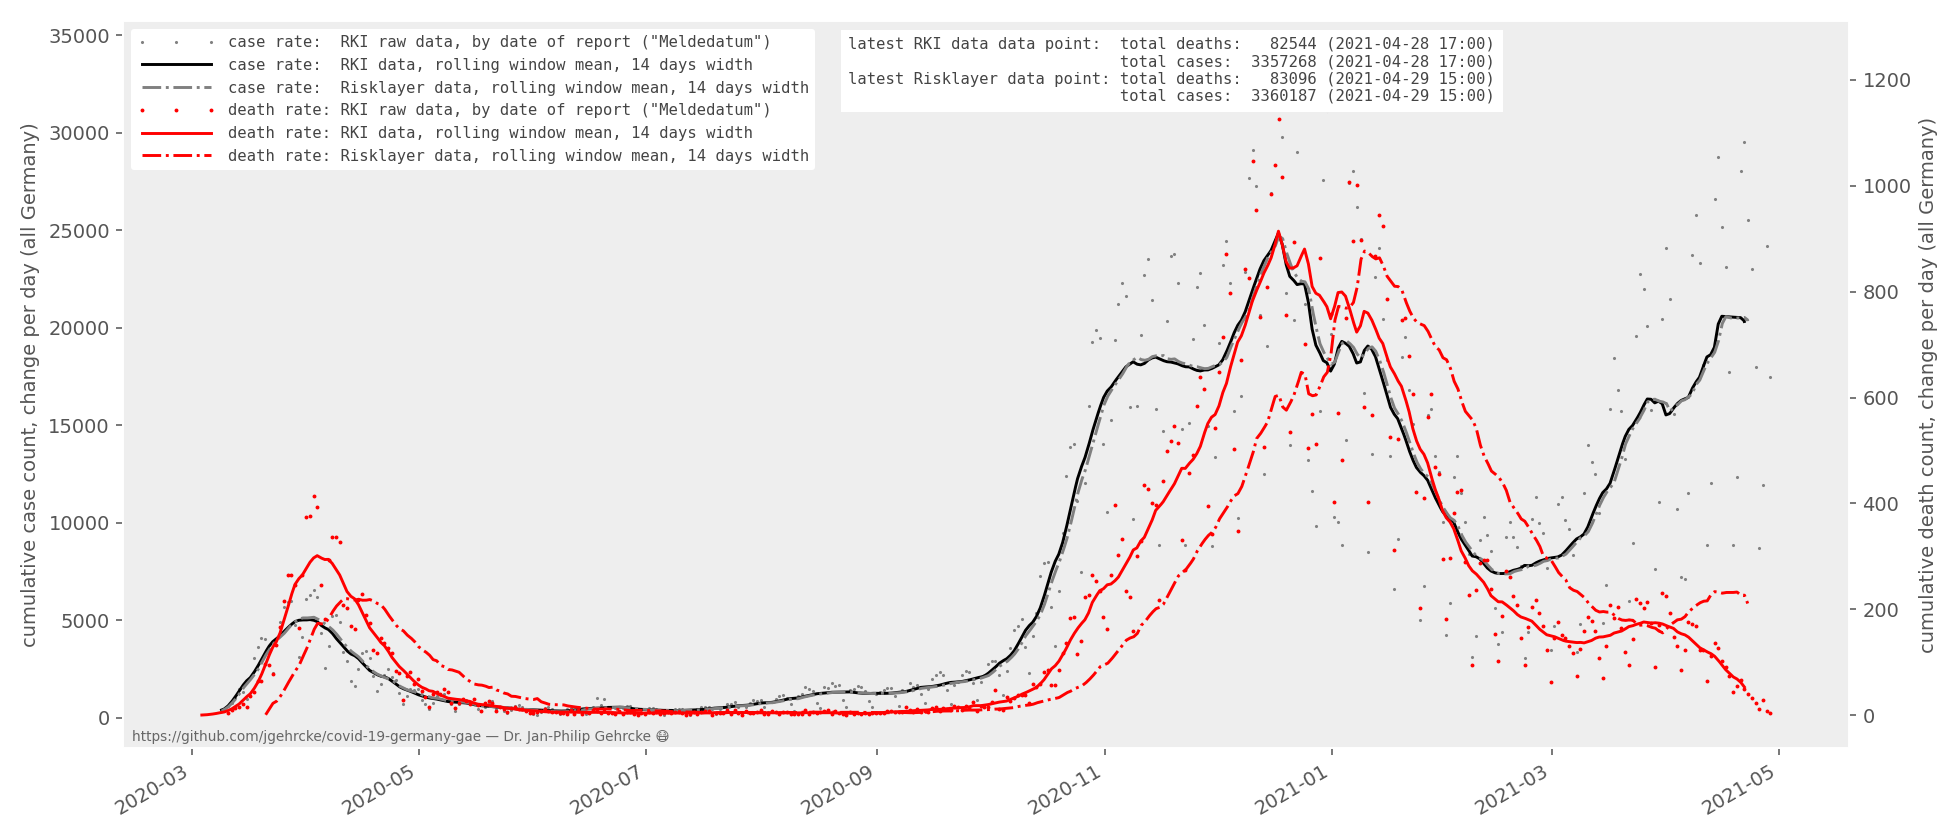 case rate:  RKI raw data, by date of report ("Meldedatum")
case rate:  RKI data, rolling window mean, 14 days width
case rate:  Risklayer data, rolling window mean, 14 days width
death rate: RKI raw data, by date of report ("Meldedatum")
death rate: RKI data, rolling window mean, 14 days width
death rate: Risklayer data, rolling window mean, 14 days width
latest RKI data data point:  total deaths:   82544 (2021-04-28 17:00)
total cases:  3357268 (2021-04-28 17:00)
latest Risklayer data point: total deaths:   83096 (2021-04-29 15:00)
total cases:  3360187 (2021-04-29 15:00)
cumulative case count, change per day (all Germany)
35000
30000
25000
20000
15000
10000
5000
0
cumulative death count, change per day (all Germany)
1200
1000
800
600
400
200
0
https://github.com/jgehrcke/covid-19-germany-gae — Dr. Jan-Philip Gehrcke 😷
2020-03
2020-05
2020-07
2020-09
2020-11
2021-01
2021-03
2021-05